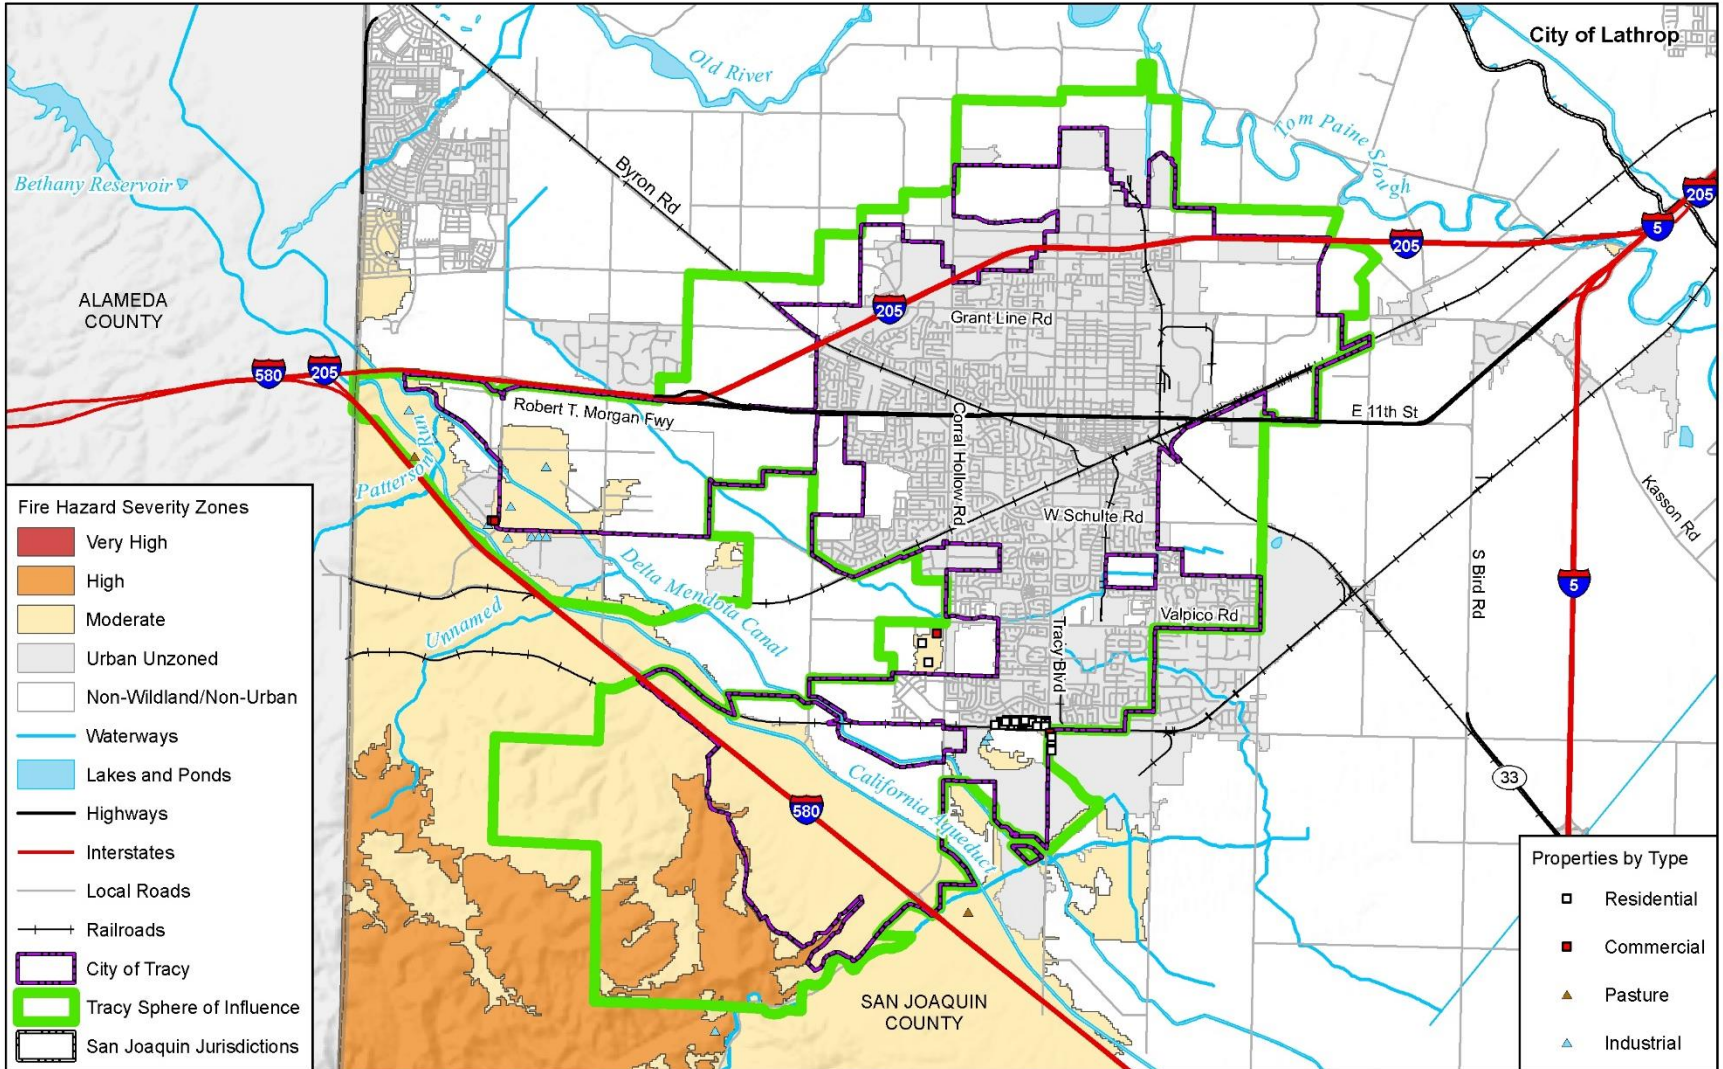 City of Lathrop
Old River
Tom Paine Slough
Byron Rd
Bethany Reservoir
205
5
205
ALAMEDA
COUNTY
205
Grant Line Rd
580
205
Robert T. Morgan Fwy
E 11th St
Corral Hollow Rd
Patterson Run
Kasson Rd
W Schulte Rd
S Bird Rd
Delta Mendota Canal
5
Unnamed
Valpico Rd
Tracy Blvd
California Aqueduct
33
580
SAN JOAQUIN
COUNTY
Fire Hazard Severity Zones
Very High
High
Moderate
Urban Unzoned
Non-Wildland/Non-Urban
Waterways
Lakes and Ponds
Highways
Interstates
Local Roads
Railroads
City of Tracy
Tracy Sphere of Influence
San Joaquin Jurisdictions
Properties by Type
Residential
Commercial
Pasture
Industrial